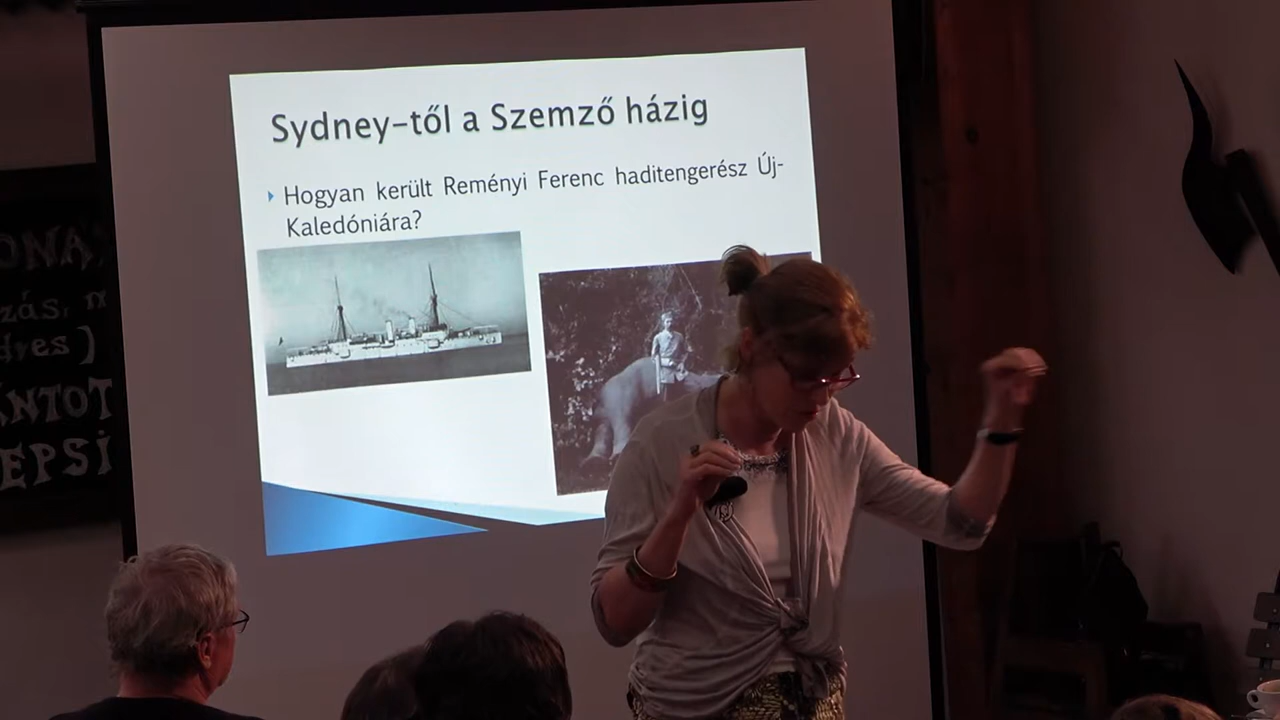 Sydney-től a Szemző házig
Hogyan került Reményi Ferenc haditengerész Új-
Kaledóniára?